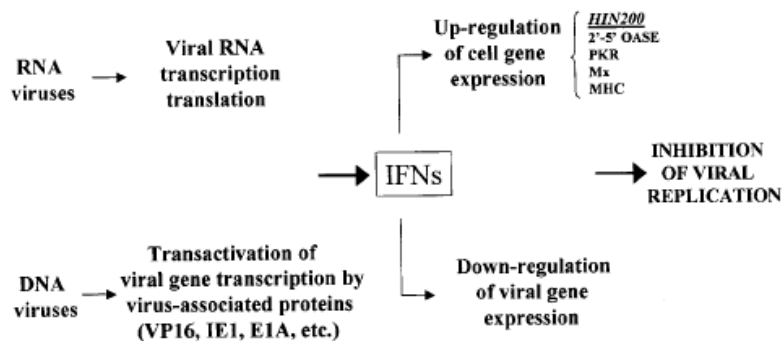 RNA
viruses
Viral RNA
transcription
translation
Up-regulation
of cell gene
expression
HIN200
2'-5' OASE
PKR
Mx
MHC
IFNs
INHIBITION
OF VIRAL
REPLICATION
DNA
viruses
Transactivation of
viral gene transcription by
virus-associated proteins
(VP16, IE1, E1A, etc.)
Down-regulation
of viral gene
expression